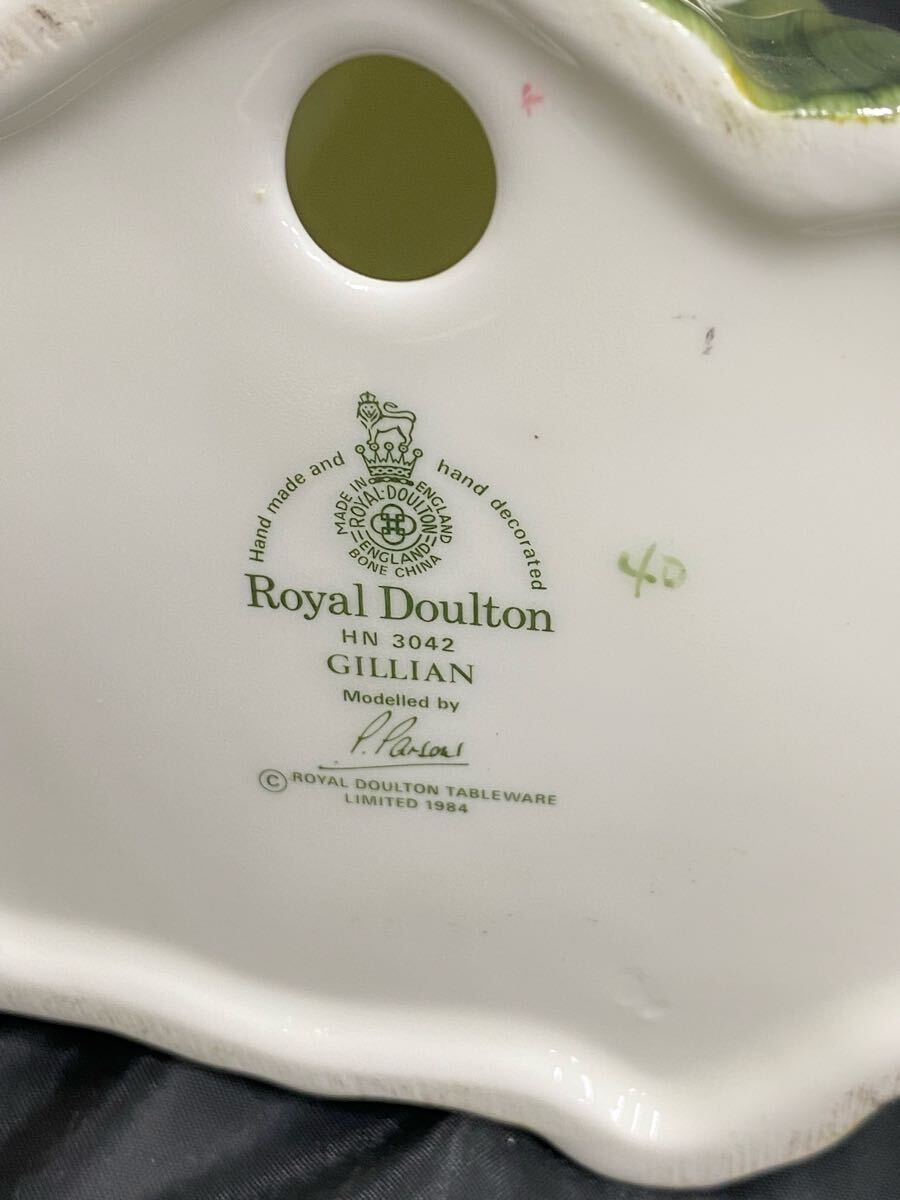 Hand made and hand decorated
MADE IN ENGLAND
ROYAL-DOULTON
ENGLAND
BONE CHINA
Royal Doulton
HN 3042
GILLIAN
Modelled by
P. Parsons
© ROYAL DOULTON TABLEWARE
LIMITED 1984
40